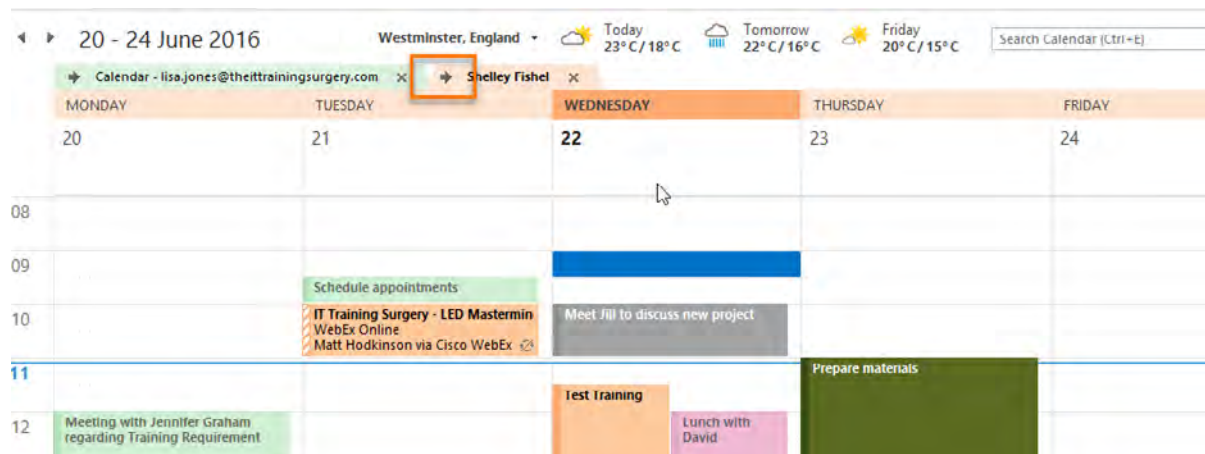 20 - 24 June 2016
Westminster, England
Today
23° C / 18° C
Tomorrow
22° C / 16° C
Friday
20° C / 15° C
Search Calendar (Ctrl+E)
Calendar - lisa.jones@theittrainingsurgery.com ×
Shelley Fishel ×
MONDAY TUESDAY WEDNESDAY THURSDAY FRIDAY
20 21 22 23 24
08
09
Schedule appointments
10
IT Training Surgery - LED Mastermin
WebEx Online
Matt Hodkinson via Cisco WebEx
Meet Jill to discuss new project
11
Prepare materials
Test Training
12
Meeting with Jennifer Graham
regarding Training Requirement
Lunch with
David